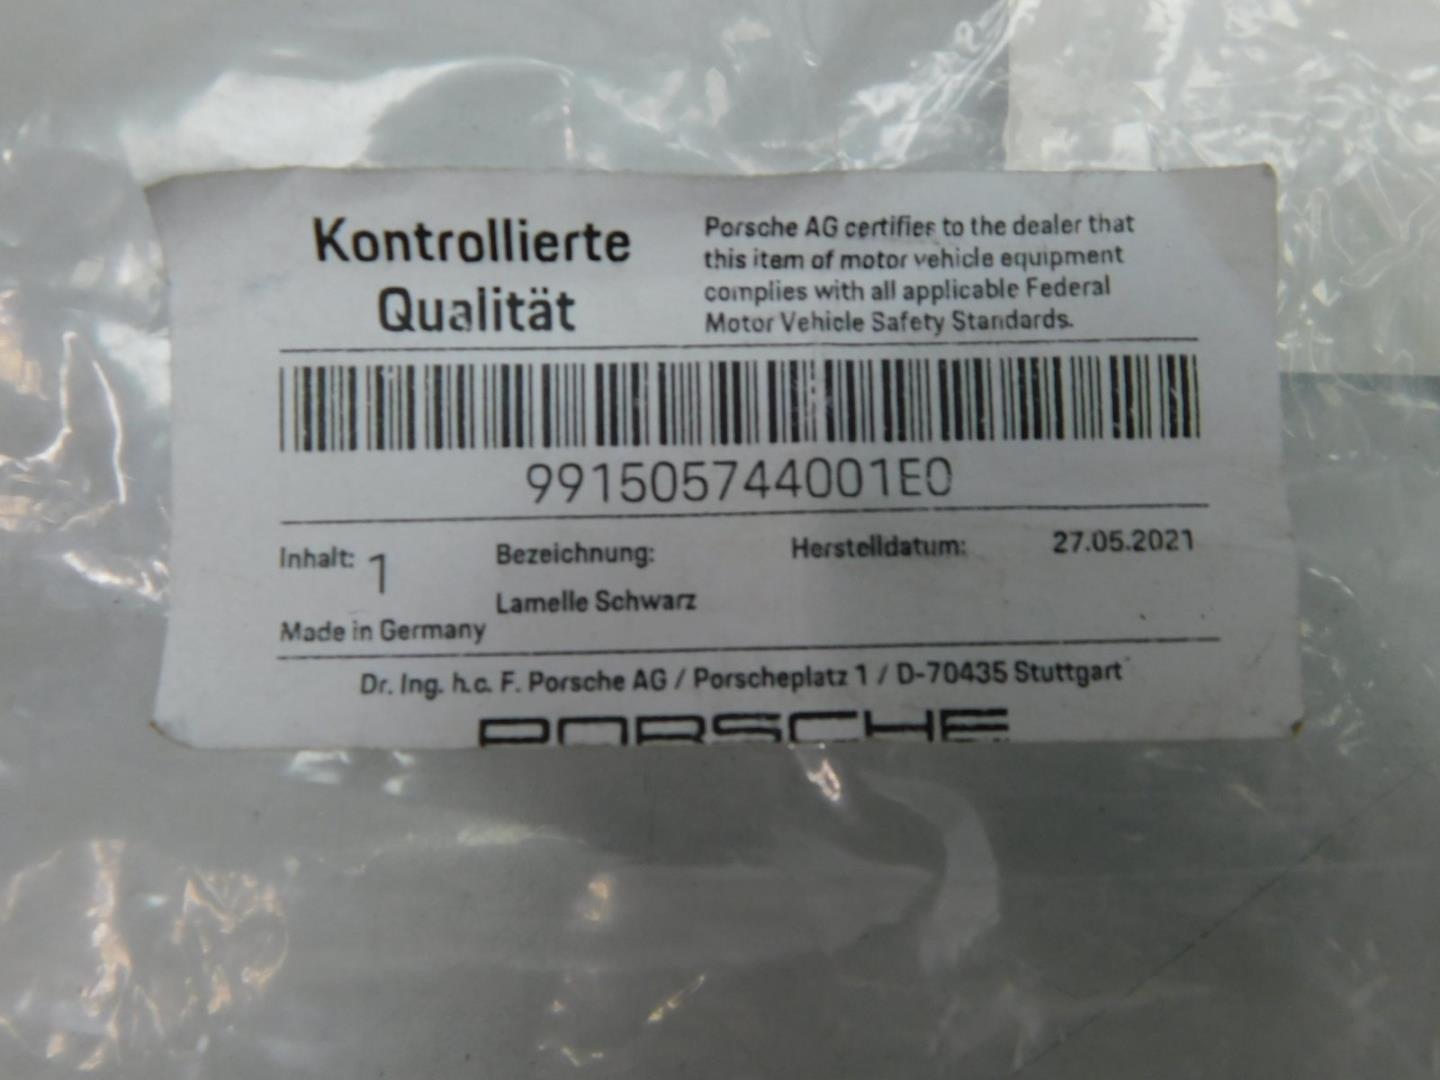 Kontrollierte
Qualität
Porsche AG certifies to the dealer that
this item of motor vehicle equipment
complies with all applicable Federal
Motor Vehicle Safety Standards.
991505744001E0
Inhalt: 1
Bezeichnung:
Lamelle Schwarz
Herstelldatum: 27.05.2021
Made in Germany
Dr. Ing. h.c. F. Porsche AG / Porscheplatz 1 / D-70435 Stuttgart
PORSCHE